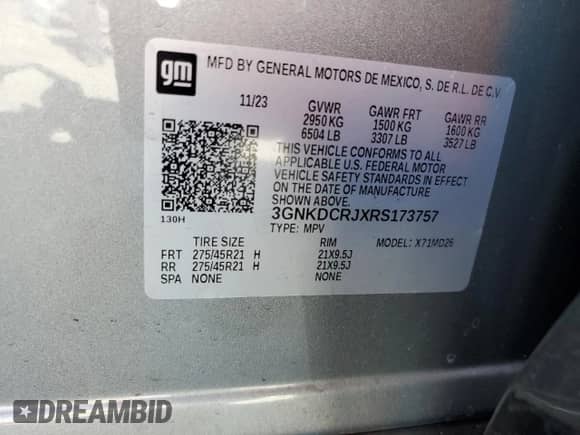 gm
MFD BY GENERAL MOTORS DE MEXICO, S. DE R.L. DE C.V
11/23 GVWR GAWR FRT GAWR RR
2950 KG 1500 KG 1600 KG
6504 LB 3307 LB 3527 LB
THIS VEHICLE CONFORMS TO ALL
APPLICABLE U.S. FEDERAL MOTOR
VEHICLE SAFETY STANDARDS IN EFFECT
ON THE DATE OF MANUFACTURE
SHOWN ABOVE.
3GNKDCRJXRS173757
130H
TYPE: MPV MODEL: X71MD26
TIRE SIZE RIM
FRT 275/45R21 H 21X9.5J
RR 275/45R21 H 21X9.5J
SPA NONE NONE
DREAMBID